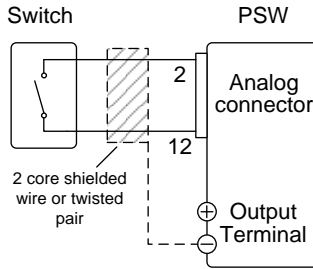 Switch
PSW
2
Analog
connector
12
2 core shielded
wire or twisted
pair
+ Output
Terminal
-